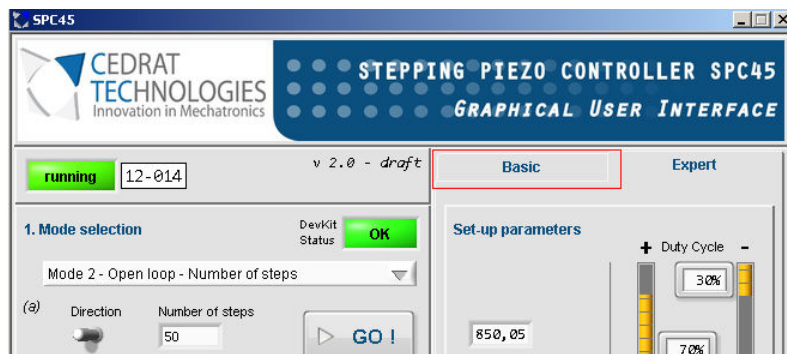 SPC45
CEDRAT
TECHNOLOGIES
Innovation in Mechatronics
STEPPING PIEZO CONTROLLER SPC45
GRAPHICAL USER INTERFACE
running
12-014
v 2.0 - draft
Basic
Expert
1. Mode selection
DevKit
Status
OK
Mode 2 - Open loop - Number of steps
(a)
Direction
Number of steps
50
GO !
Set-up parameters
+ Duty Cycle -
30%
850,05
70%